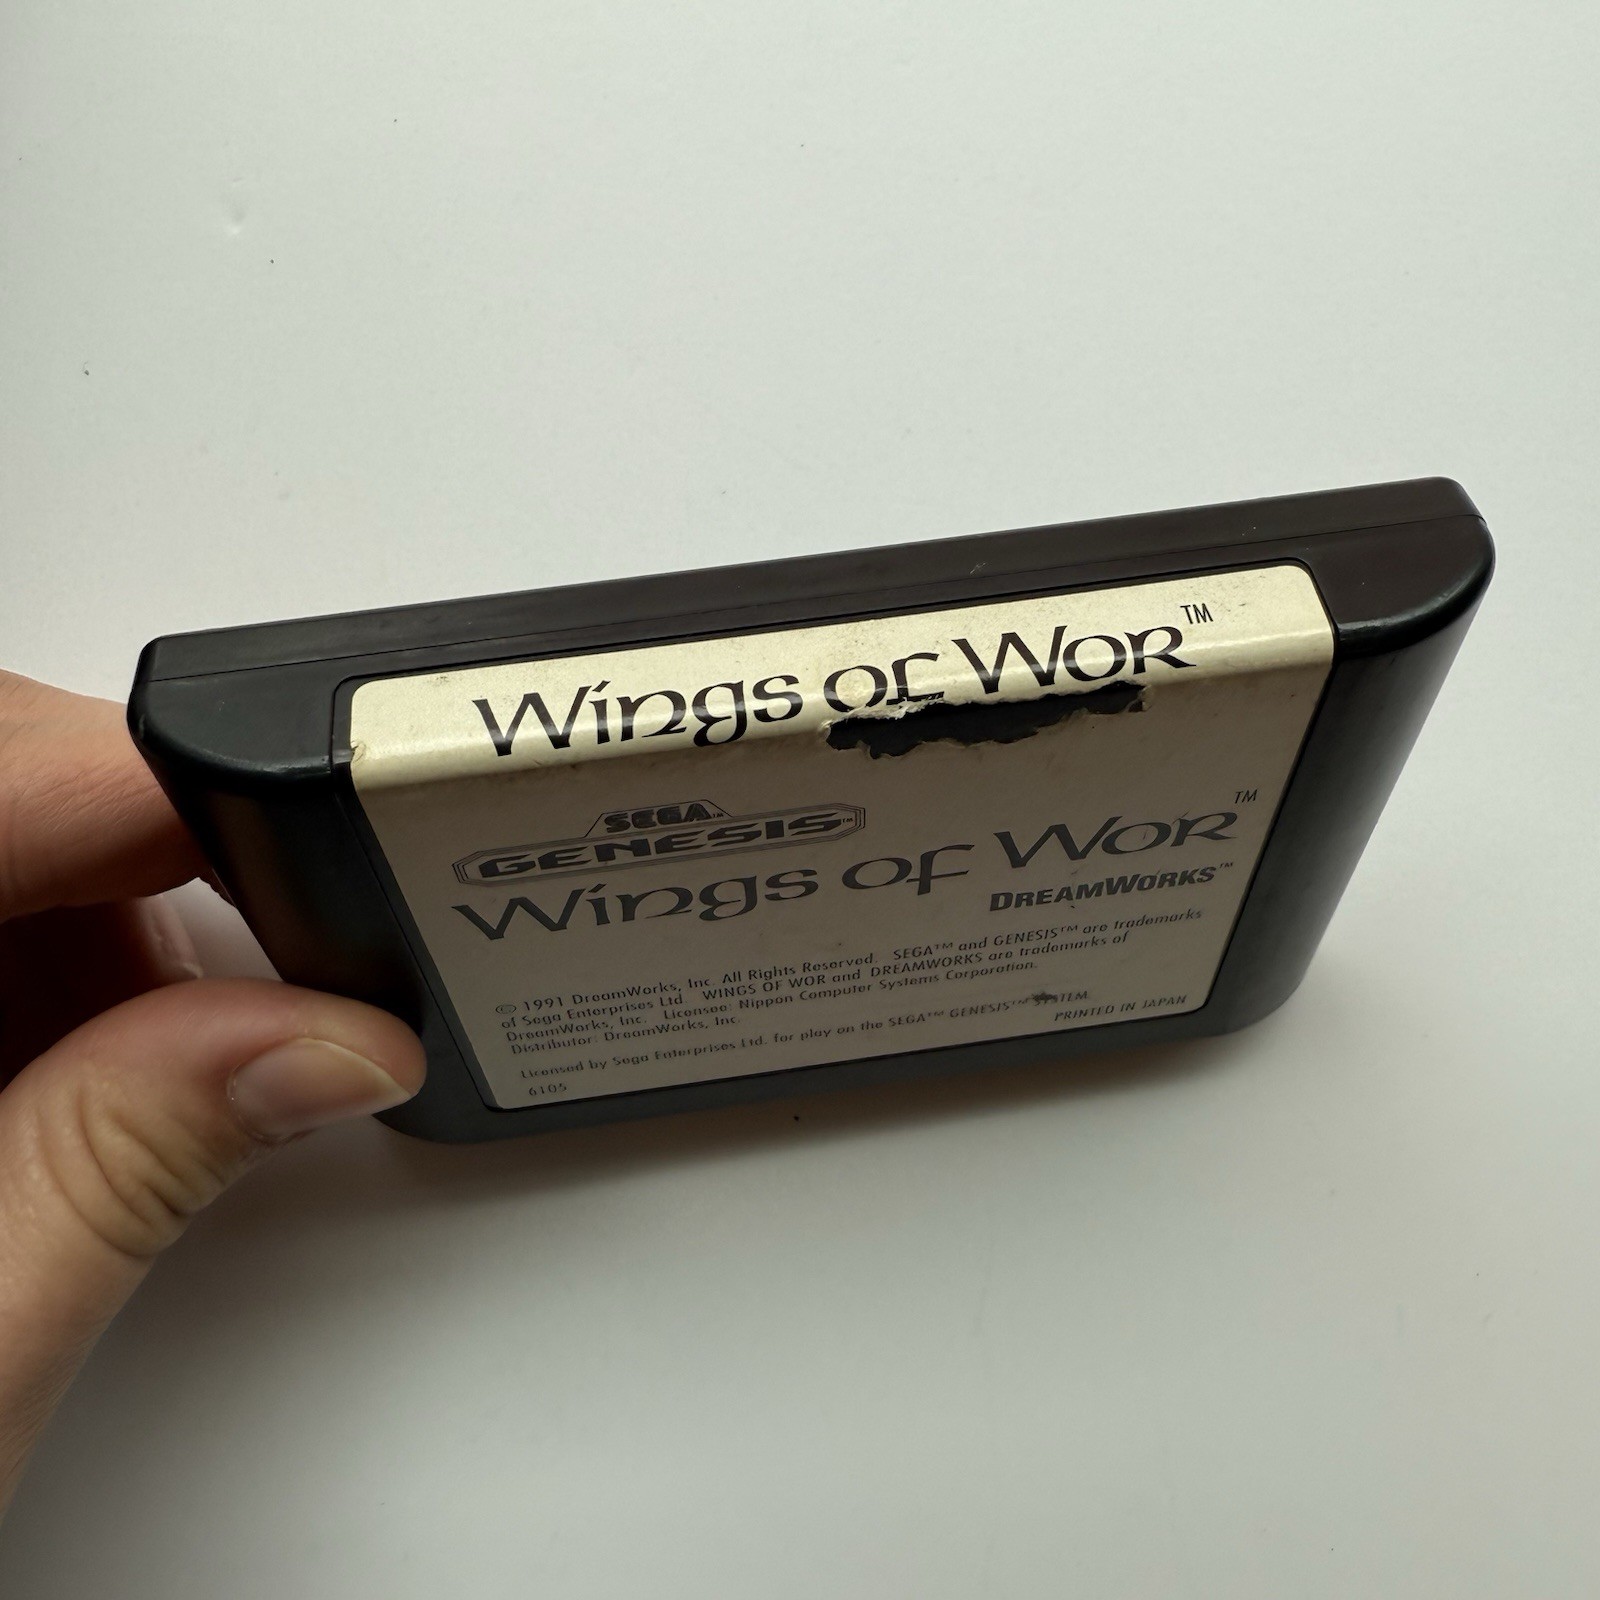 Wings of Wor™
SEGA™
GENESIS™
Wings of Wor™
DREAMWORKS™
© 1991 DreamWorks, Inc. All Rights Reserved. SEGA™ and GENESIS™ are trademarks
of Sega Enterprises Ltd. WINGS OF WOR and DREAMWORKS are trademarks of
DreamWorks, Inc. Licensee: Nippon Computer Systems Corporation.
Distributor: DreamWorks, Inc.
Licensed by Sega Enterprises Ltd. for play on the SEGA™ GENESIS™ SYSTEM.
PRINTED IN JAPAN
6105